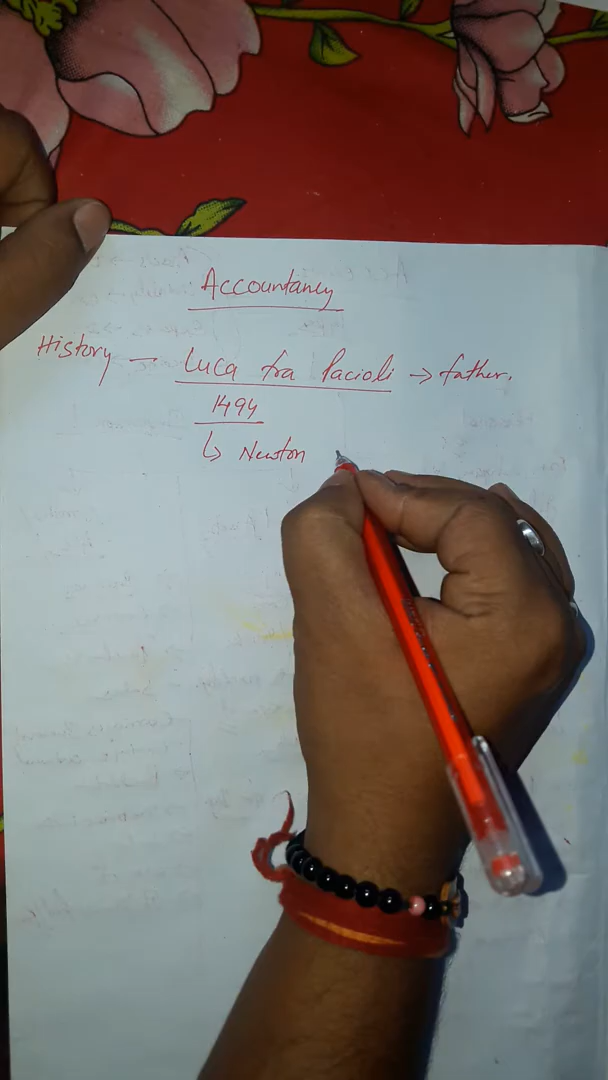 Accountancy
History — Luca fra Pacioli → father.
1494
↳ Newton